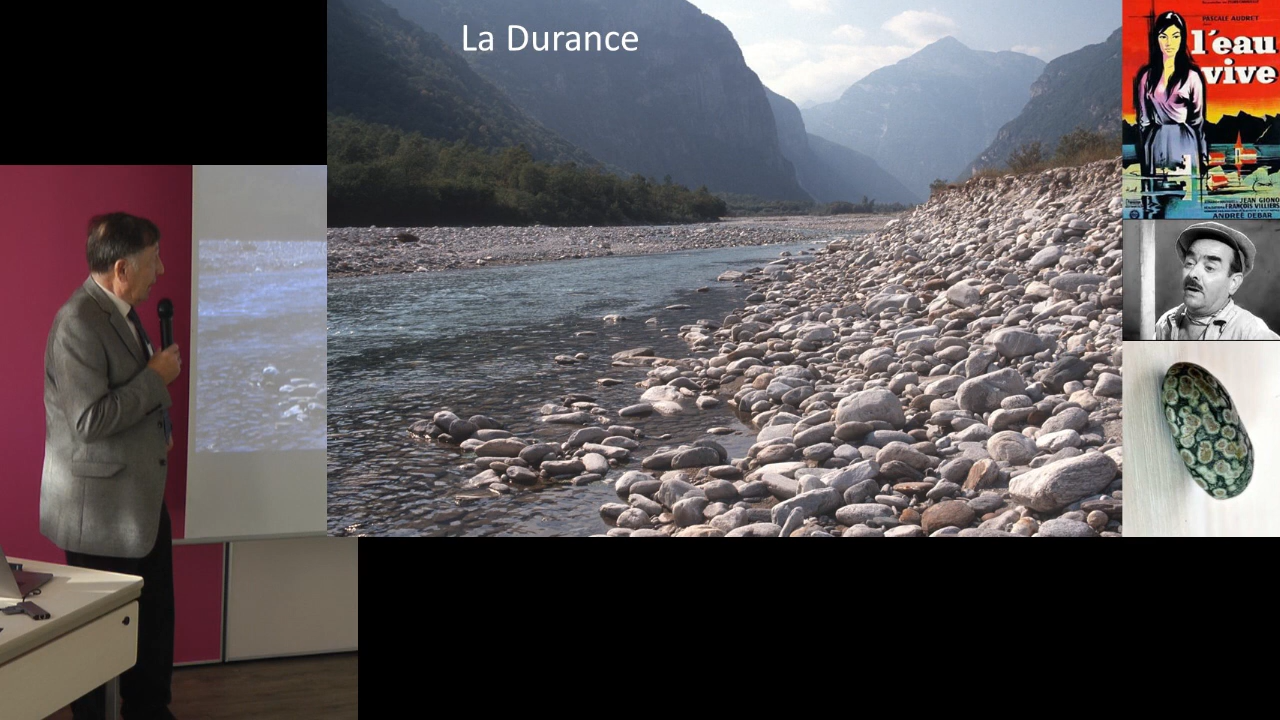 La Durance
PASCALE AUDRET
l'eau
vive
JEAN GIONO
FRANÇOIS VILLIERS
ANDRÉE DEBAR